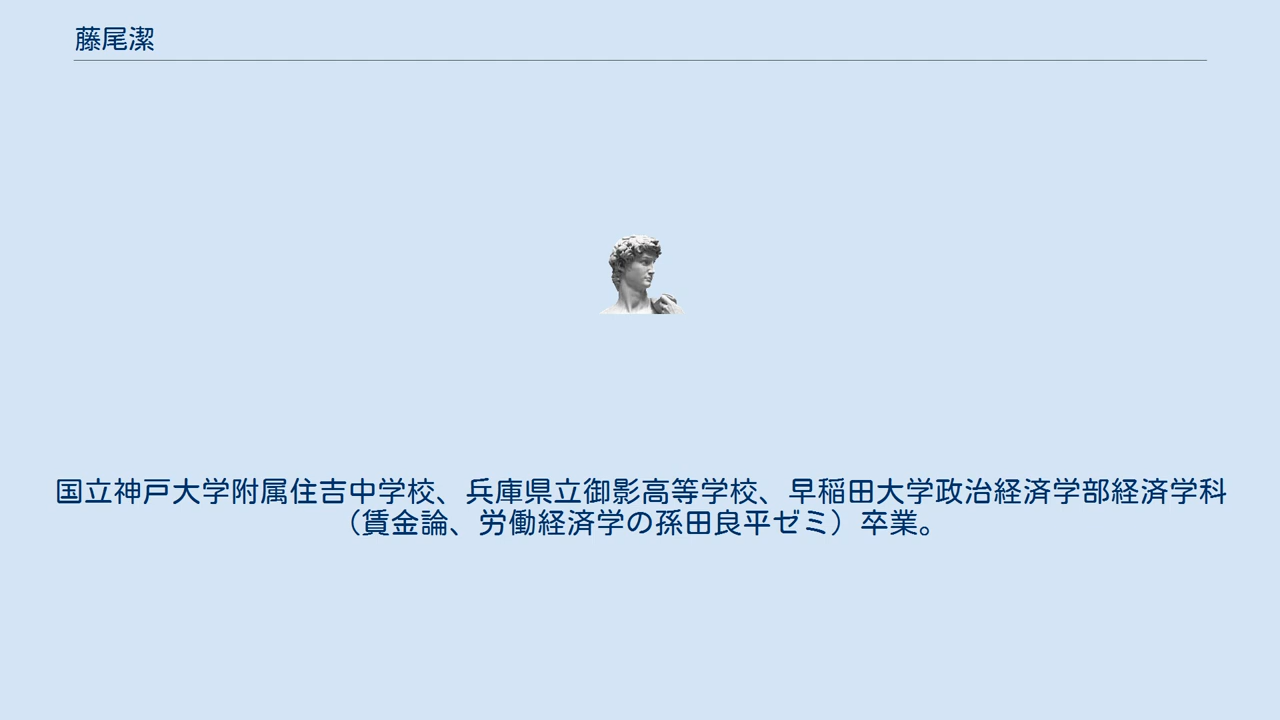 藤尾潔
国立神戸大学附属住吉中学校、兵庫県立御影高等学校、早稲田大学政治経済学部経済学科
（賃金論、労働経済学の孫田良平ゼミ）卒業。